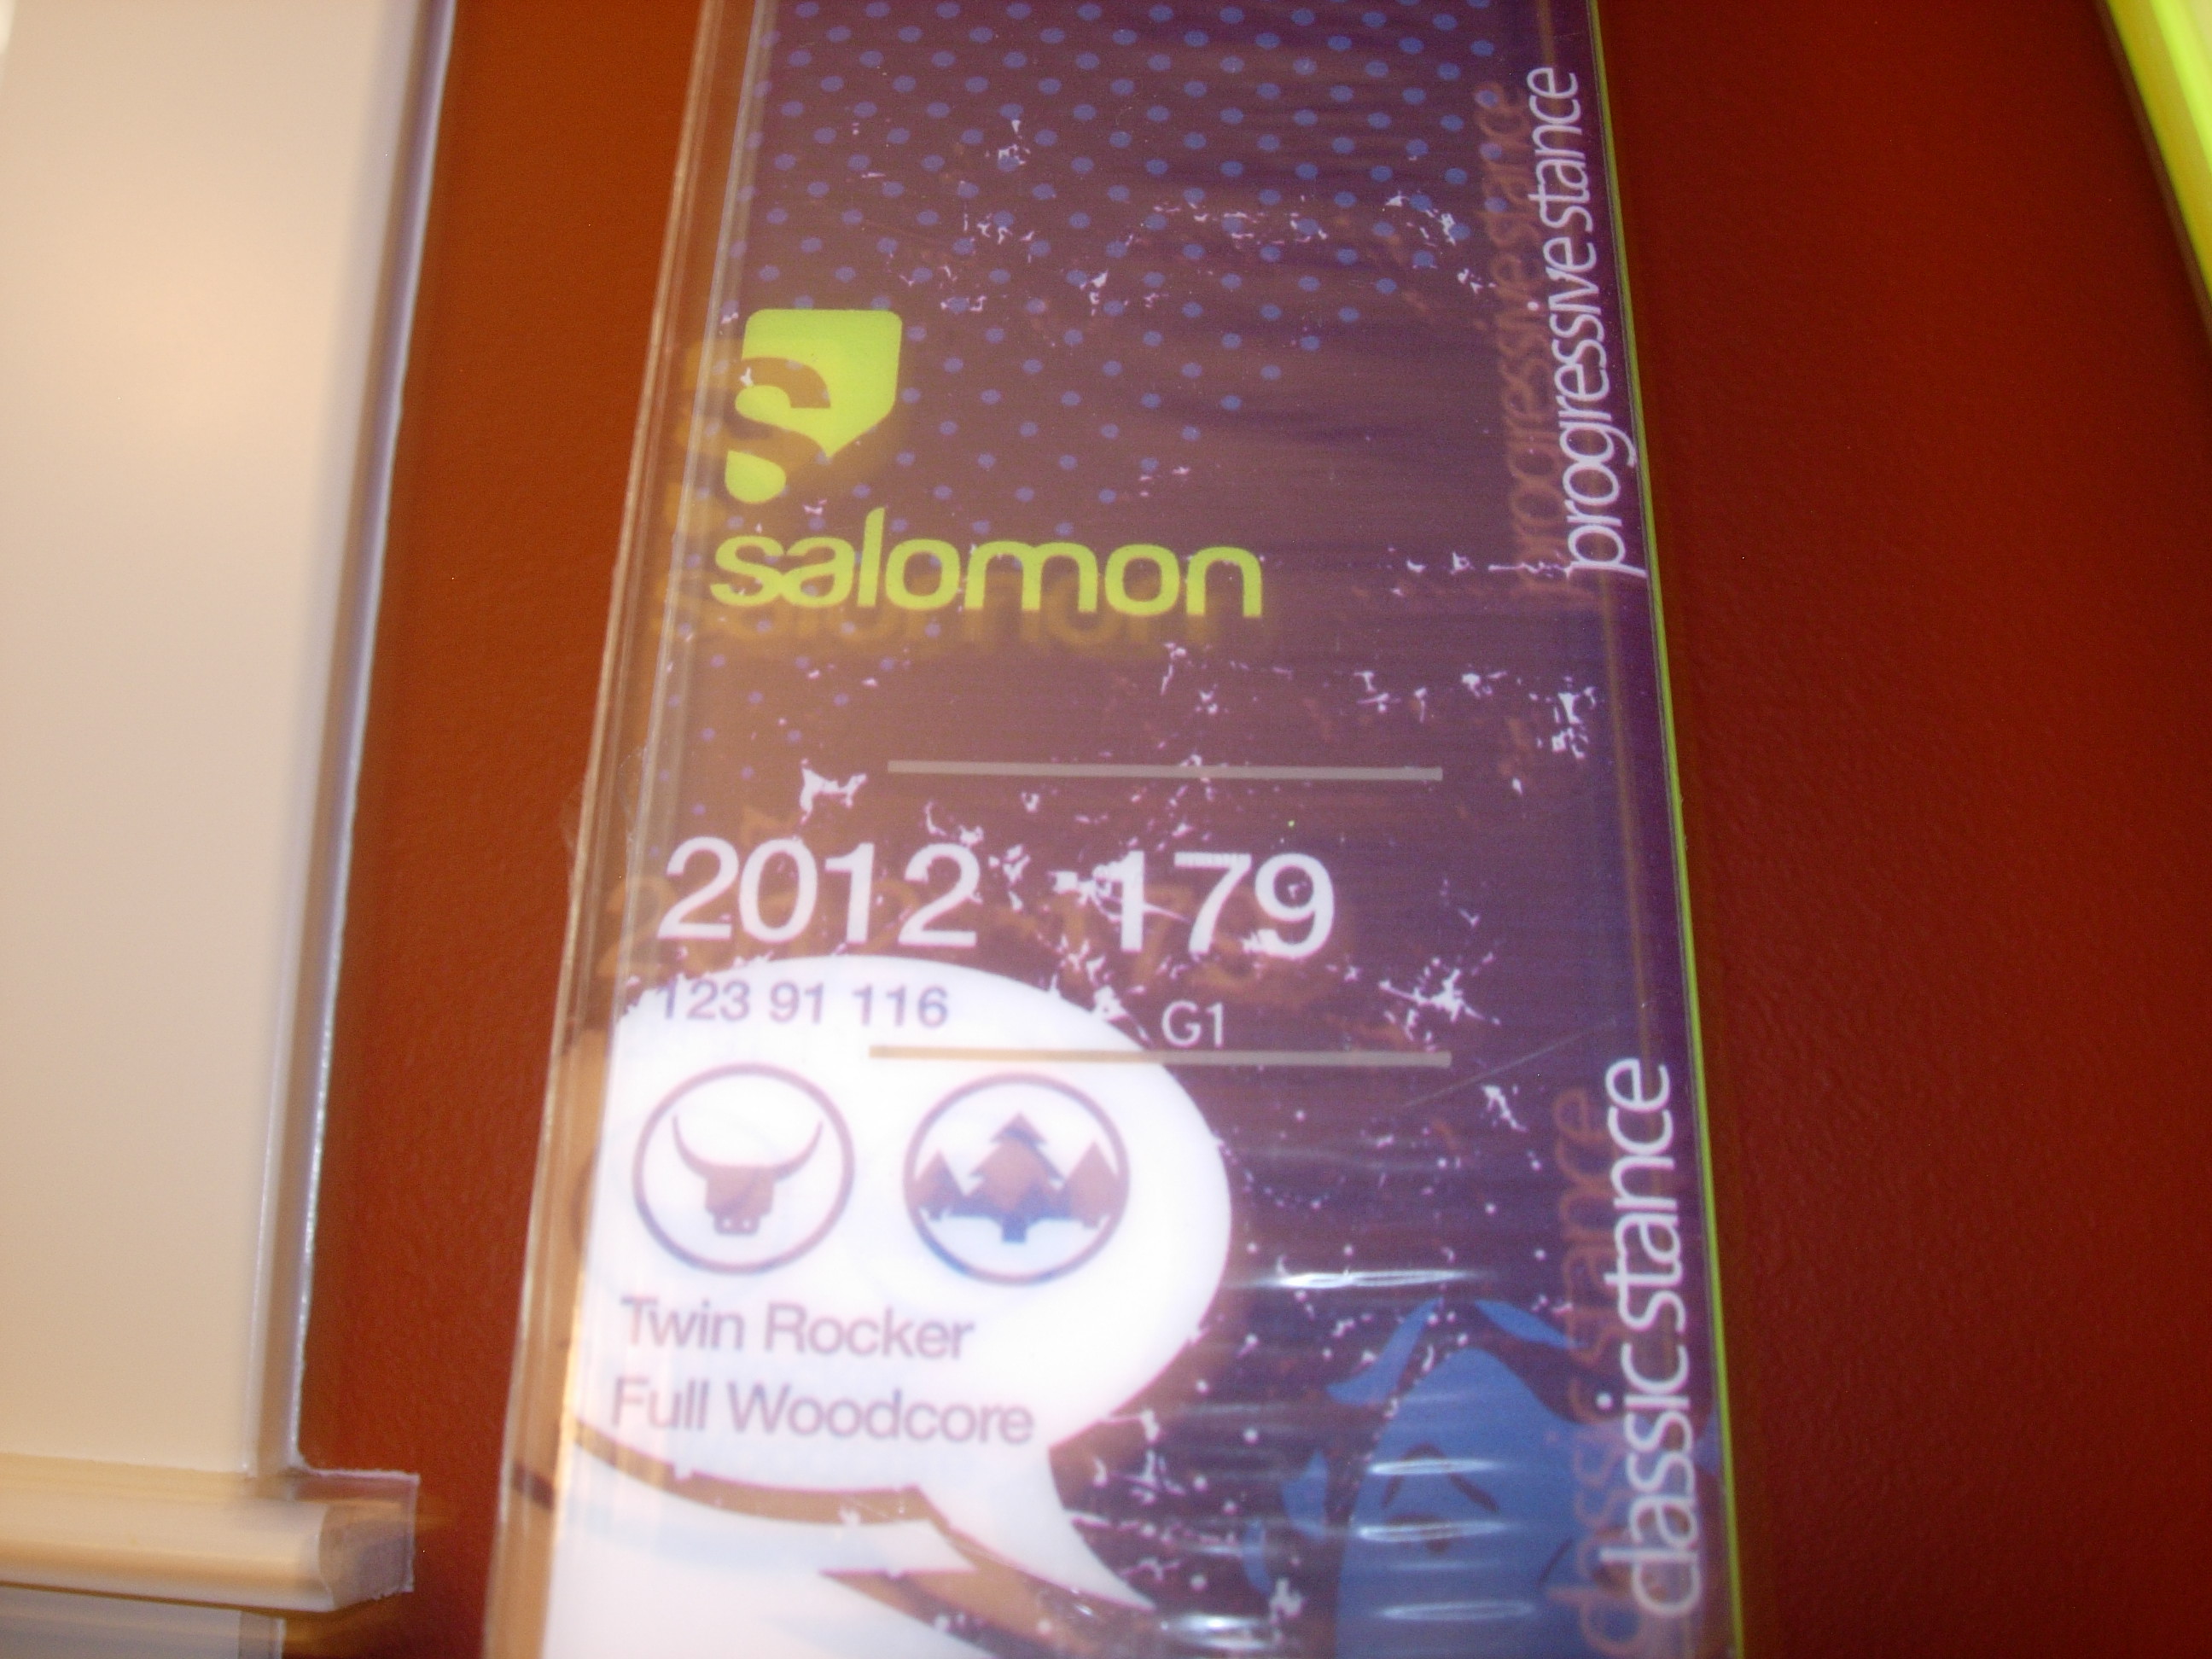 progressive stance
salomon
2012 179
123 91 116
G1
Twin Rocker
Full Woodcore
classic stance